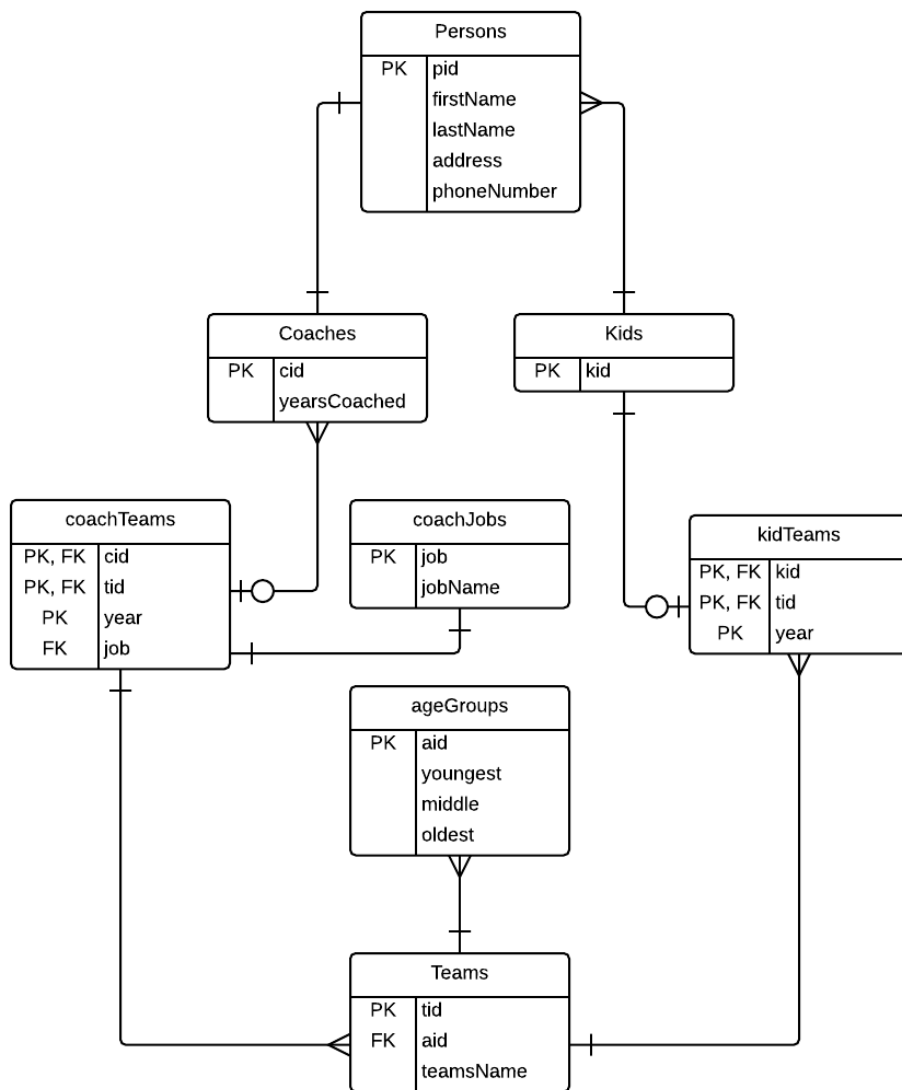 Persons
PK pid
firstName
lastName
address
phoneNumber
Coaches
PK cid
yearsCoached
Kids
PK kid
coachTeams
PK, FK cid
PK, FK tid
PK year
FK job
coachJobs
PK job
jobName
kidTeams
PK, FK kid
PK, FK tid
PK year
ageGroups
PK aid
youngest
middle
oldest
Teams
PK tid
FK aid
teamsName